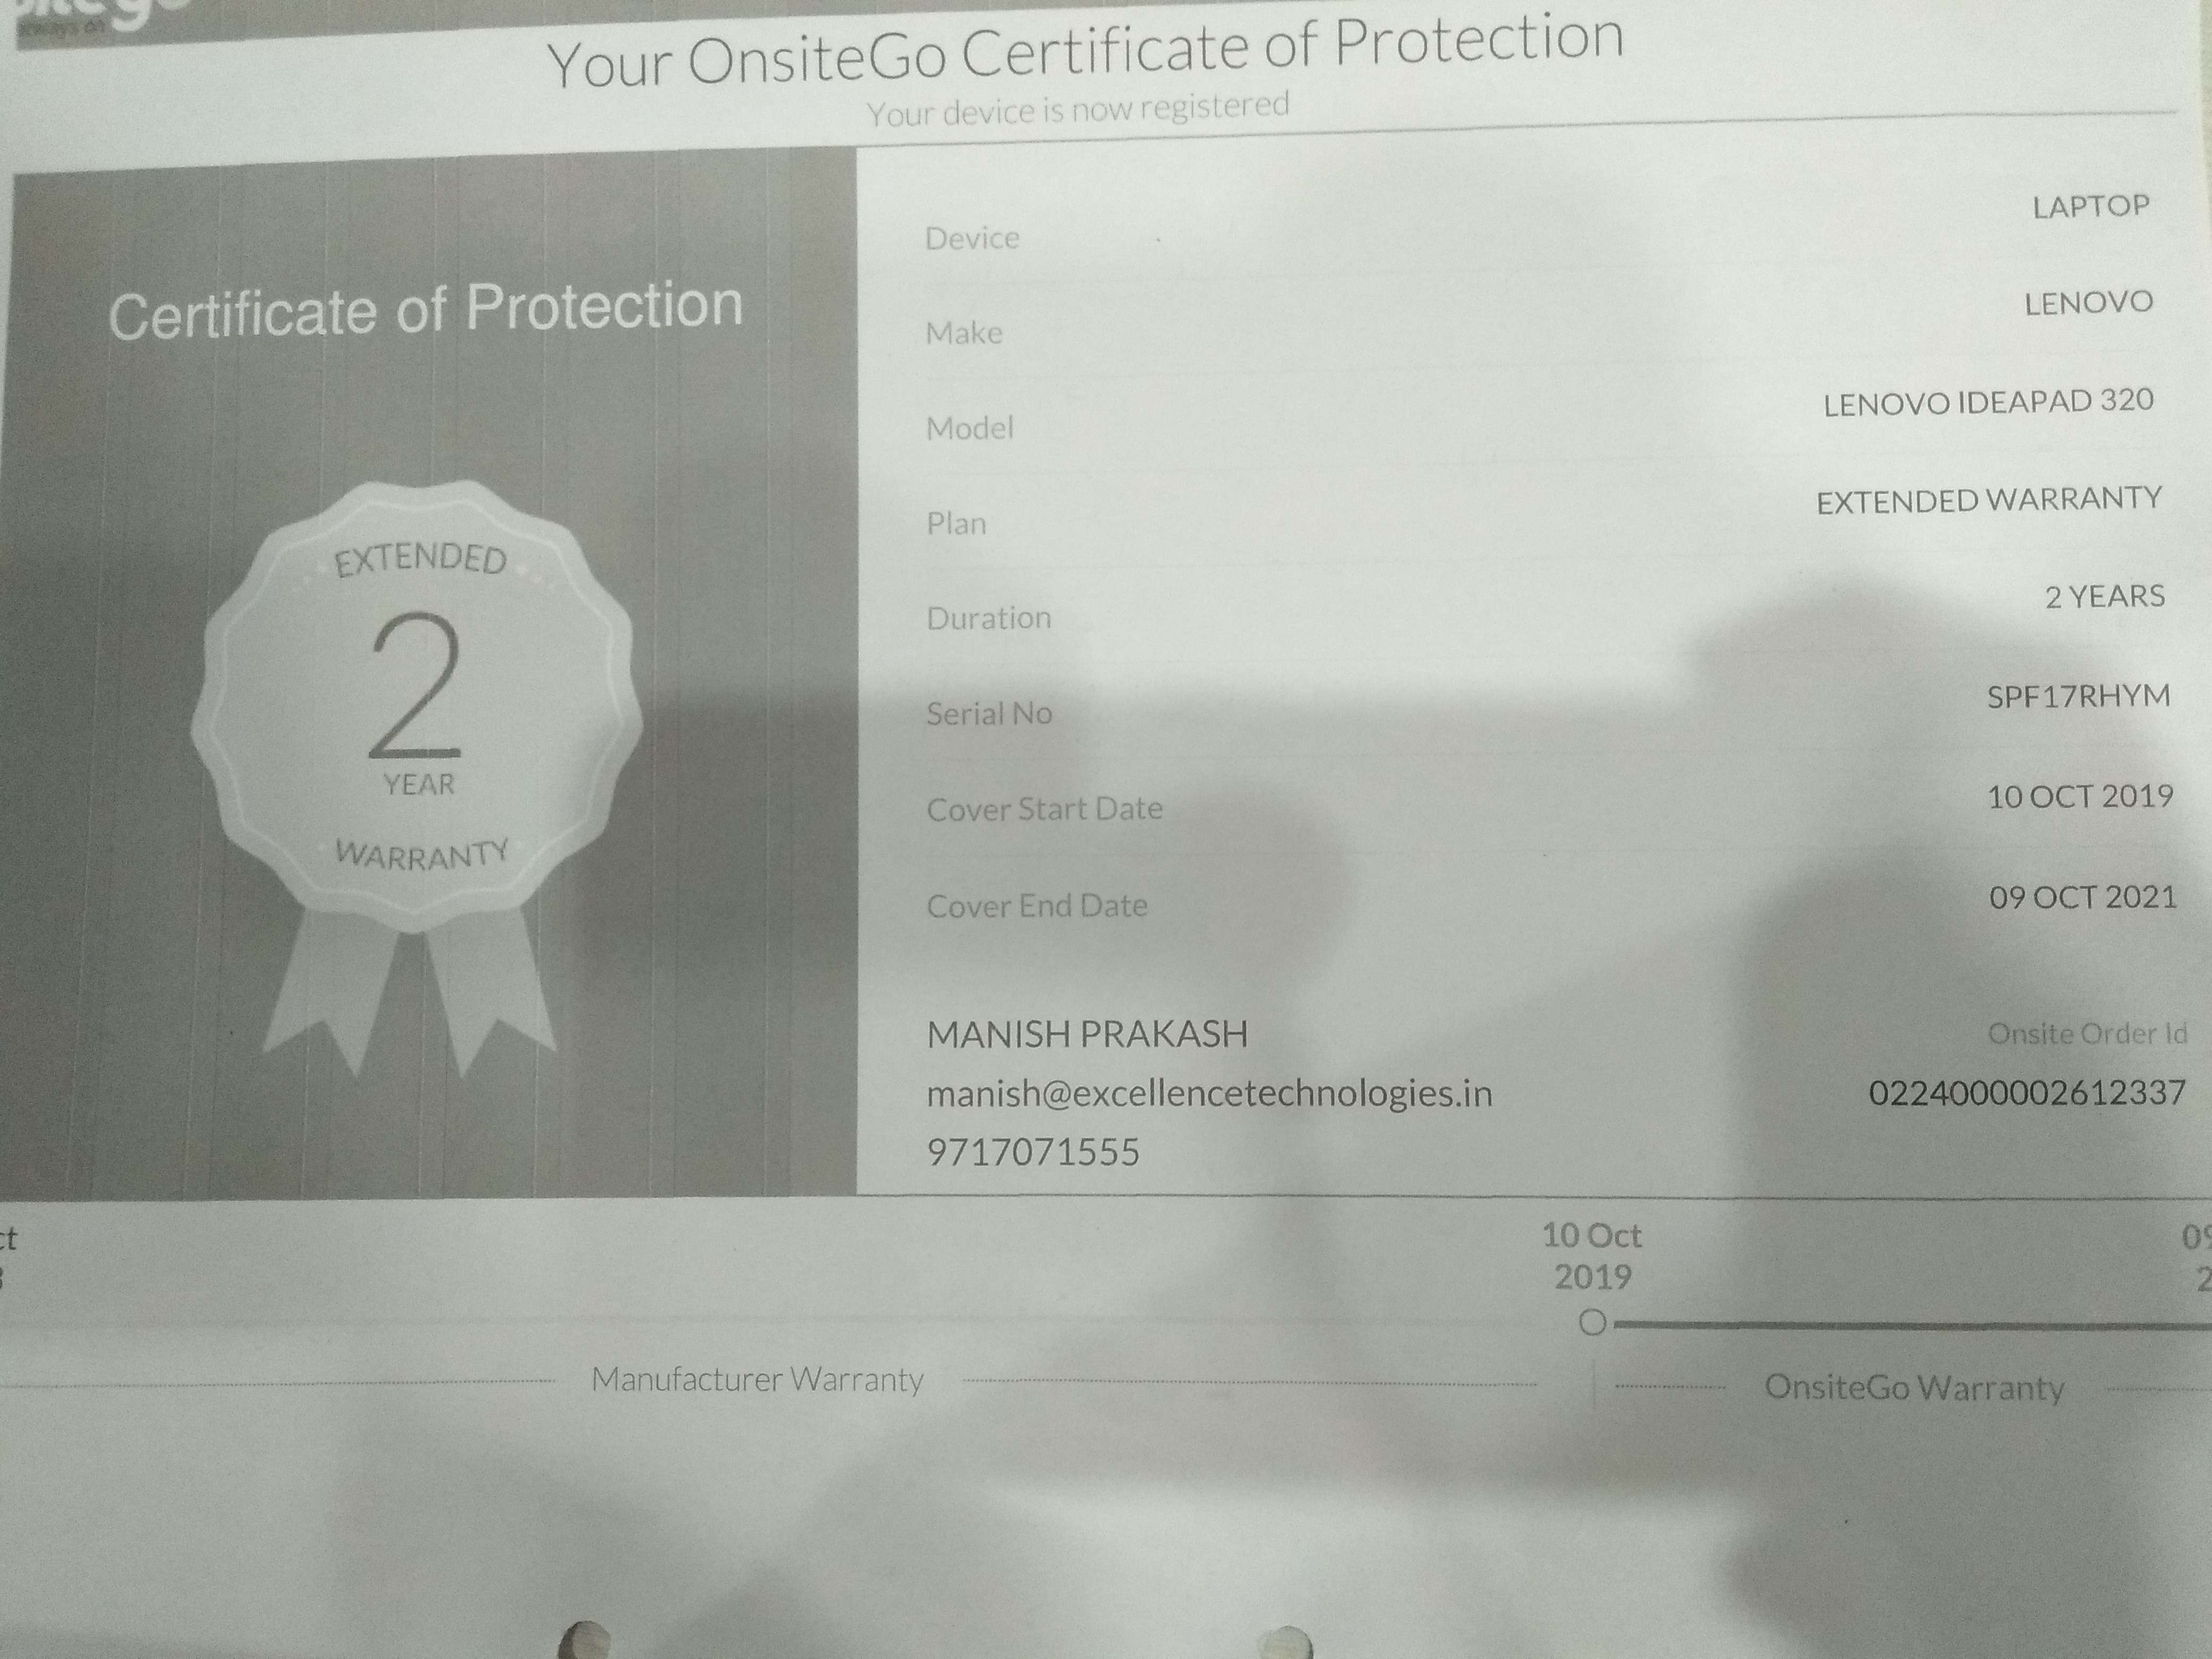 Your OnsiteGo Certificate of Protection
Your device is now registered
Certificate of Protection
EXTENDED
2
YEAR
WARRANTY
Device LAPTOP
Make LENOVO
Model LENOVO IDEAPAD 320
Plan EXTENDED WARRANTY
Duration 2 YEARS
Serial No SPF17RHYM
Cover Start Date 10 OCT 2019
Cover End Date 09 OCT 2021
MANISH PRAKASH Onsite Order Id
manish@excellencetechnologies.in 0224000002612337
9717071555
10 Oct
2019
Manufacturer Warranty OnsiteGo Warranty